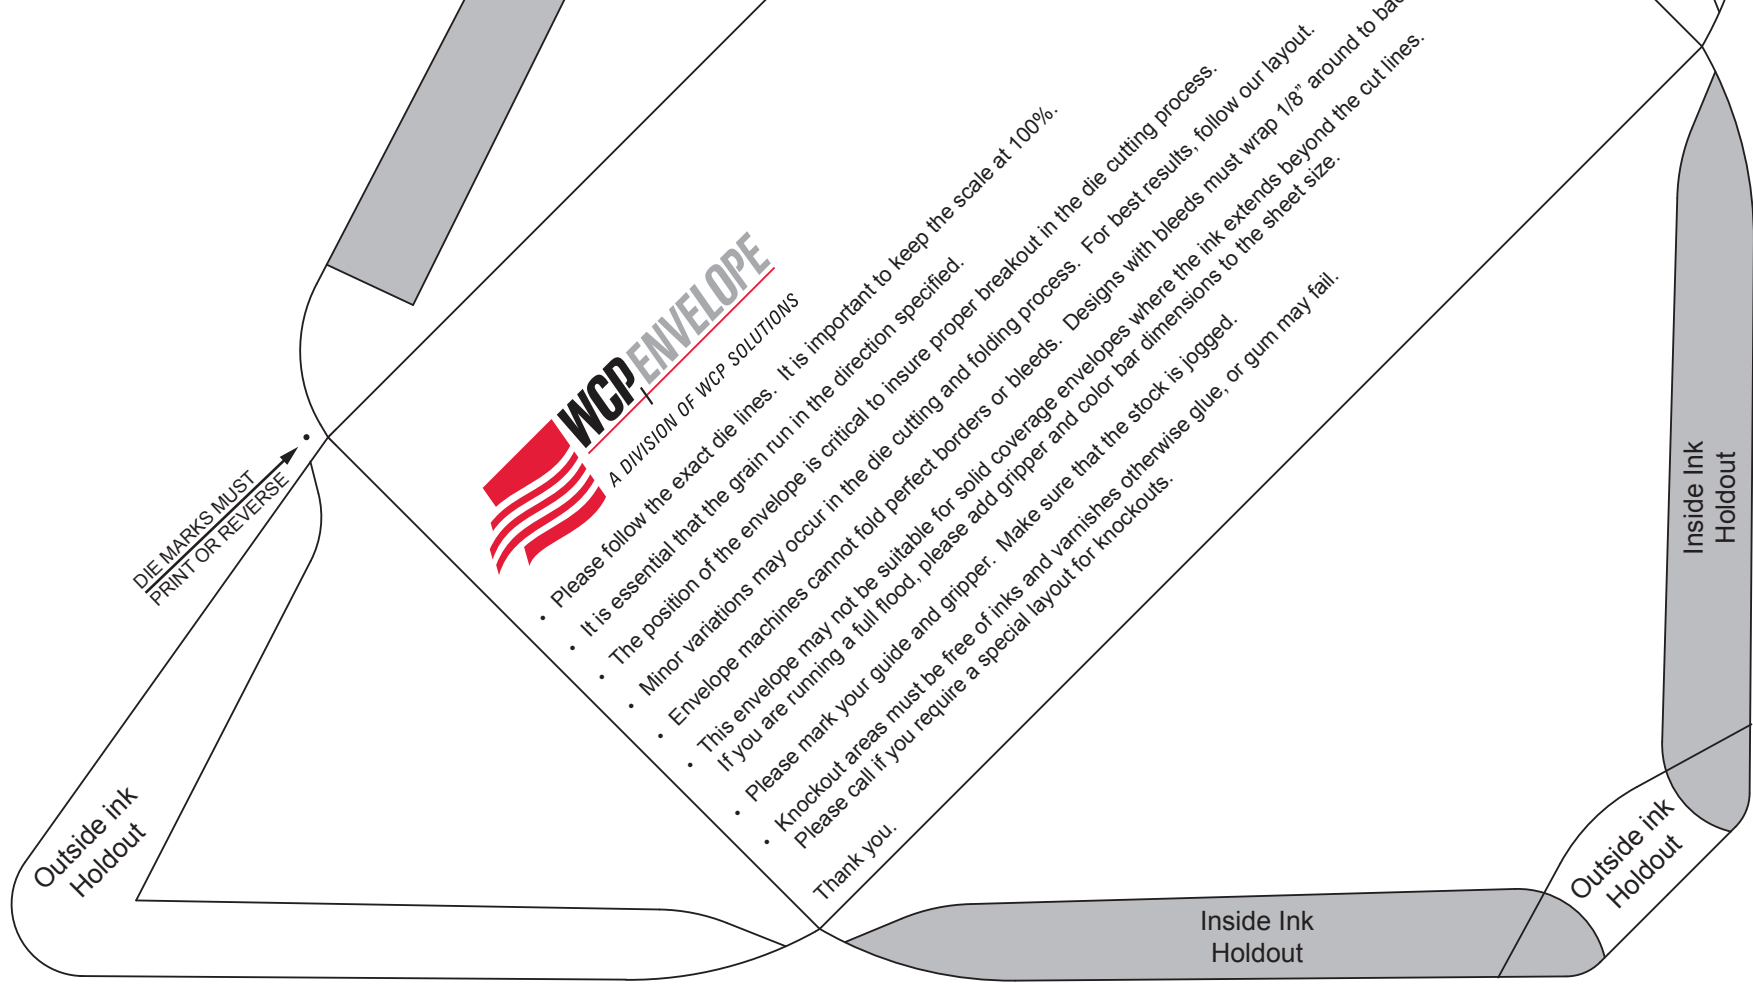 WCP ENVELOPE
A DIVISION OF WCP SOLUTIONS
• Please follow the exact die lines. It is important to keep the scale at 100%.
• It is essential that the grain run in the direction specified.
• The position of the envelope is critical to insure proper breakout in the die cutting process.
• Minor variations may occur in the die cutting and folding process. For best results, follow our layout.
• Envelope machines cannot fold perfect borders or bleeds. Designs with bleeds must wrap 1/8” around to
• This envelope may not be suitable for solid coverage envelopes where the ink extends beyond the cut lines.
If you are running a full flood, please add gripper and color bar dimensions to the sheet size.
• Please mark your guide and gripper. Make sure that the stock is jogged.
• Knockout areas must be free of inks and varnishes otherwise glue, or gum may fail.
Please call if you require a special layout for knockouts.
Thank you.
DIE MARKS MUST
PRINT OR REVERSE
Outside ink
Holdout
Inside Ink
Holdout
Outside ink
Holdout
Inside Ink
Holdout